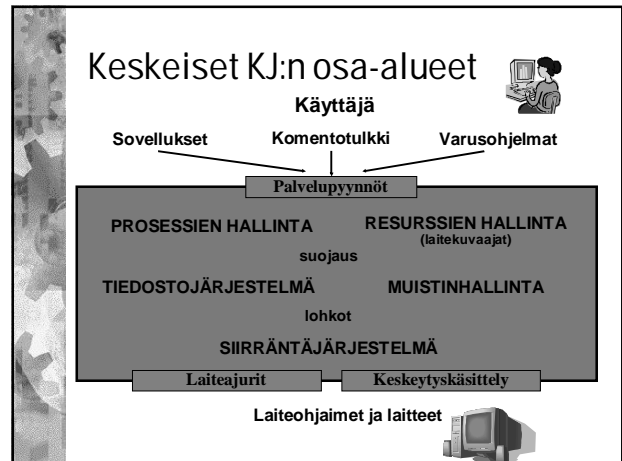 Keskeiset KJ:n osa-alueet
Käyttäjä
Sovellukset Komentotulkki Varusohjelmat
Palvelupyynnöt
PROSESSIEN HALLINTA RESURSSIEN HALLINTA
(laitekuvaajat)
suojaus
TIEDOSTOJÄRJESTELMÄ MUISTINHALLINTA
lohkot
SIIRRÄNTÄJÄRJESTELMÄ
Laiteajurit Keskeytyskäsittely
Laiteohjaimet ja laitteet